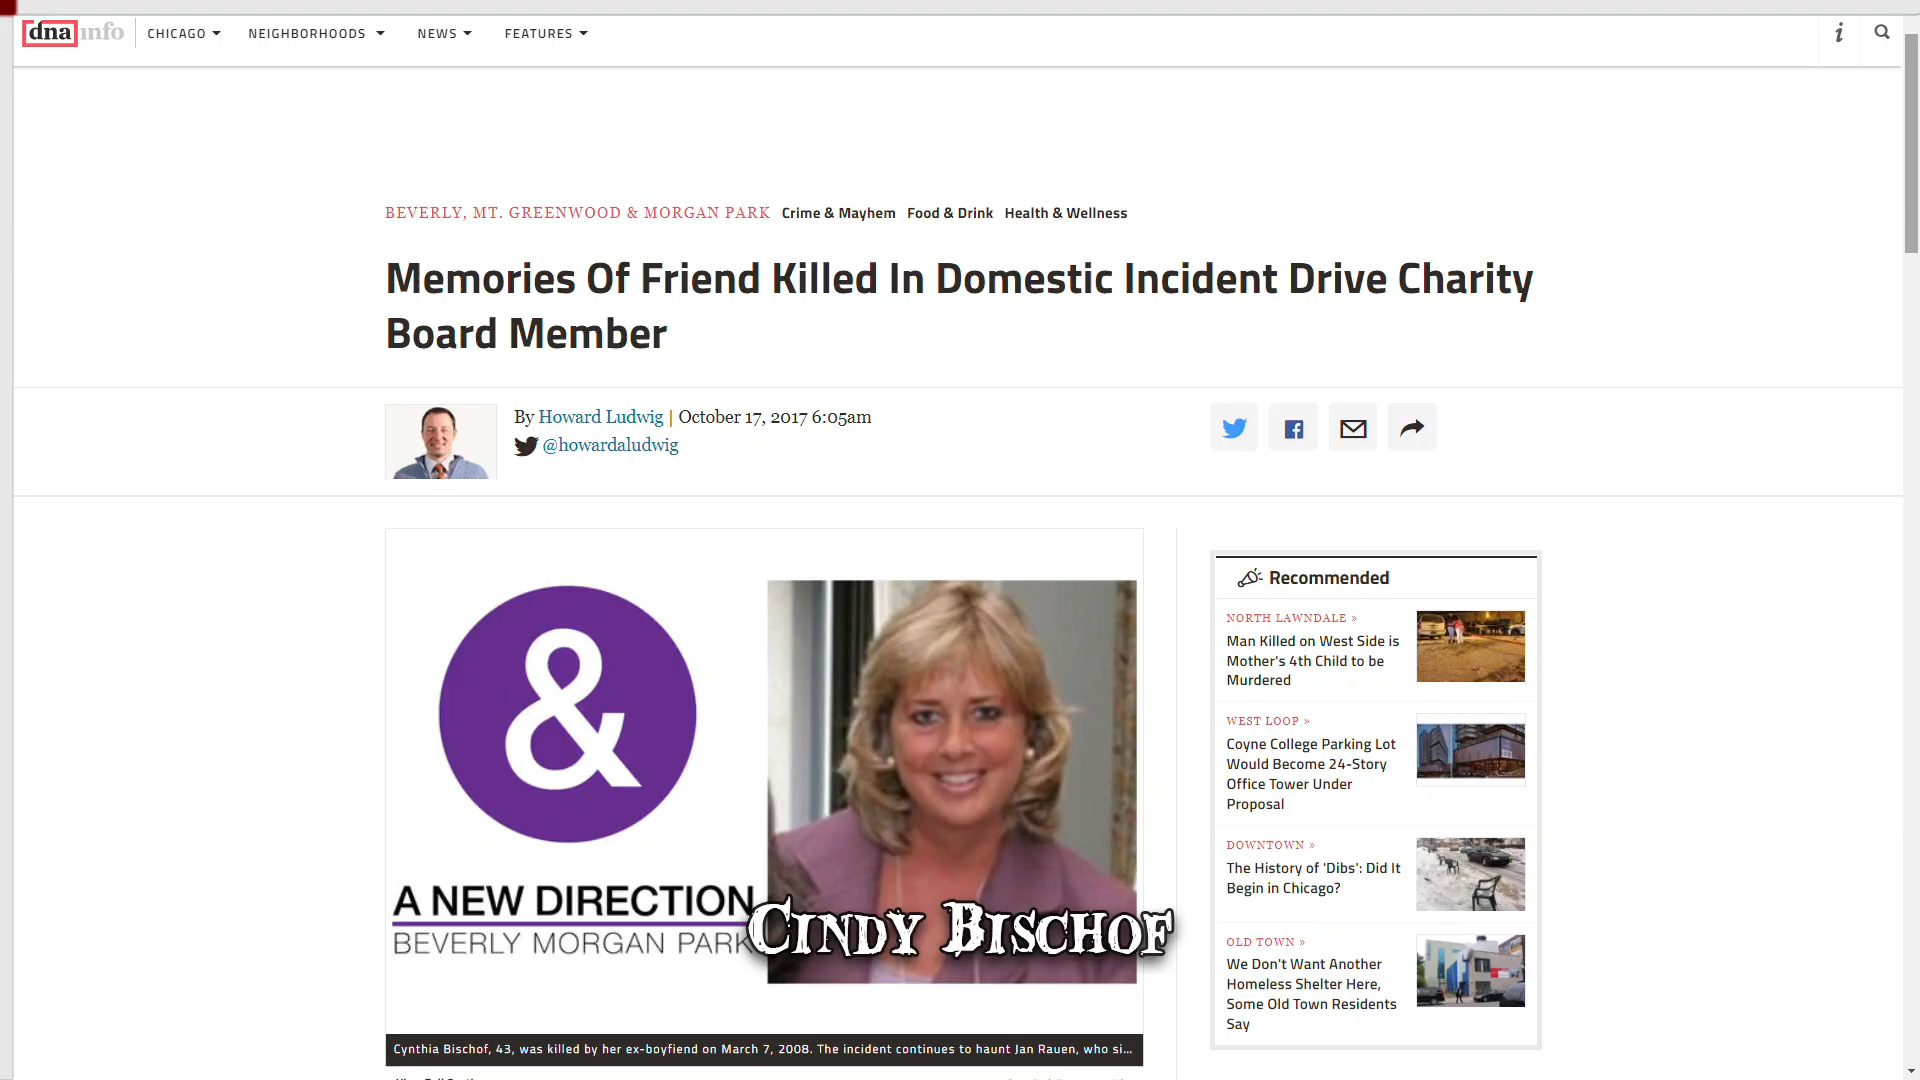 dnainfo
CHICAGO
NEIGHBORHOODS
NEWS
FEATURES
i
BEVERLY, MT. GREENWOOD & MORGAN PARK Crime & Mayhem Food & Drink Health & Wellness
Memories Of Friend Killed In Domestic Incident Drive Charity
Board Member
By Howard Ludwig | October 17, 2017 6:05am
@howardaludwig
&
A NEW DIRECTION
BEVERLY MORGAN PARK
CINDY BISCHOF
Cynthia Bischof, 43, was killed by her ex-boyfiend on March 7, 2008. The incident continues to haunt Jan Rauen, who si...
Recommended
NORTH LAWNDALE »
Man Killed on West Side is
Mother's 4th Child to be
Murdered
WEST LOOP »
Coyne College Parking Lot
Would Become 24-Story
Office Tower Under
Proposal
DOWNTOWN »
The History of 'Dibs': Did It
Begin in Chicago?
OLD TOWN »
We Don't Want Another
Homeless Shelter Here,
Some Old Town Residents
Say